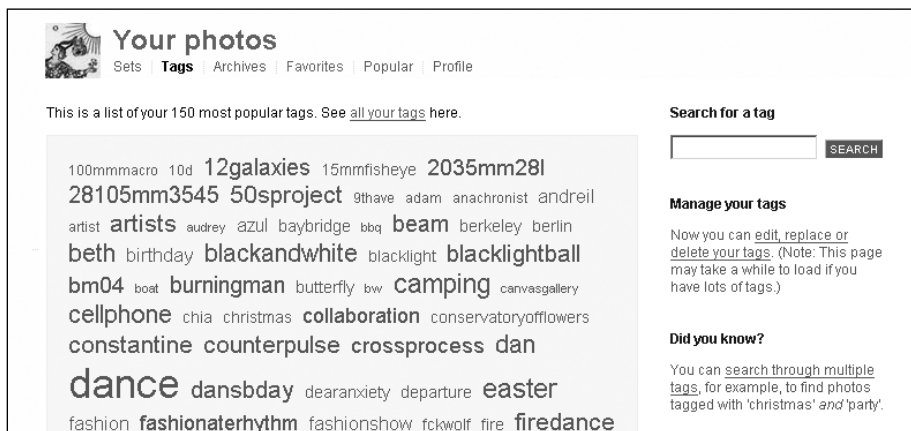 Your photos
Sets | Tags | Archives | Favorites | Popular | Profile
This is a list of your 150 most popular tags. See all your tags here.
100mmmacro 10d 12galaxies 15mmfisheye 2035mm28l
28105mm3545 50sproject 9thave adam anachronist andreil
artist artists audrey azul baybridge bbq beam berkeley berlin
beth birthday blackandwhite blacklight blacklightball
bm04 boat burningman butterfly bw camping canvasgallery
cellphone chia christmas collaboration conservatoryofflowers
constantine counterpulse crossprocess dan
dance dansbday dearanxiety departure easter
fashion fashionaterhythm fashionshow fckwolf fire firedance
Search for a tag
SEARCH
Manage your tags
Now you can edit, replace or
delete your tags. (Note: This page
may take a while to load if you
have lots of tags.)
Did you know?
You can search through multiple
tags, for example, to find photos
tagged with 'christmas' and 'party'.